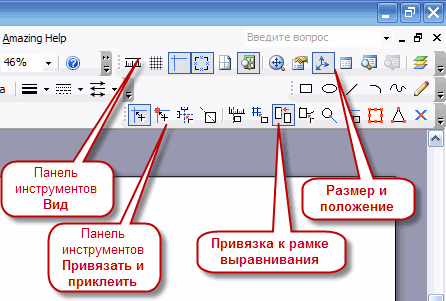 Amazing Help
Введите вопрос
46%
Панель
инструментов
Вид
Размер и
положение
Панель
инструментов
Привязать и
приклеить
Привязка к рамке
выравнивания